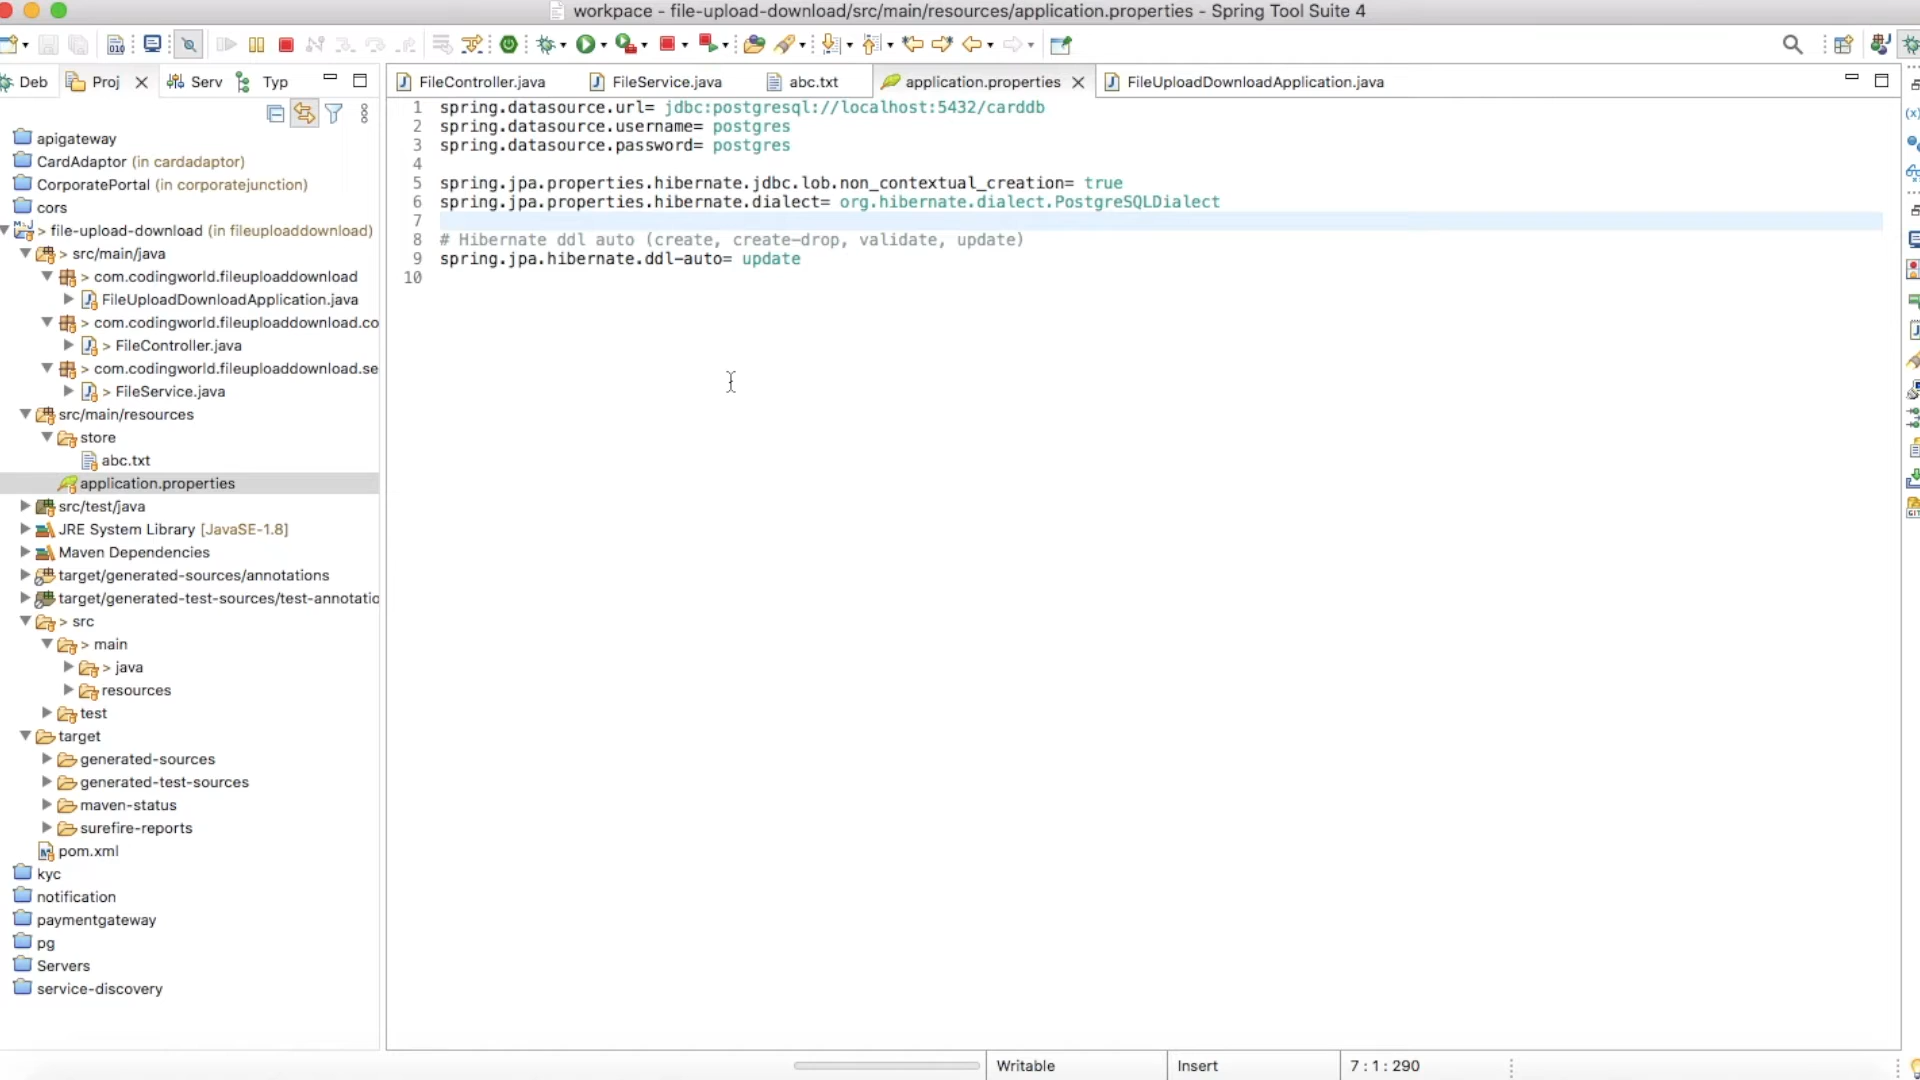 workpace - file-upload-download/src/main/resources/application.properties - Spring Tool Suite 4
Deb
Proj
Serv
Typ
FileController.java
FileService.java
abc.txt
application.properties
FileUploadDownloadApplication.java
apigateway
CardAdaptor (in cardadaptor)
CorporatePortal (in corporatejunction)
cors
> file-upload-download (in fileuploaddownload)
> src/main/java
> com.codingworld.fileuploaddownload
FileUploadDownloadApplication.java
> com.codingworld.fileuploaddownload.co
> FileController.java
> com.codingworld.fileuploaddownload.se
> FileService.java
src/main/resources
store
abc.txt
application.properties
src/test/java
JRE System Library [JavaSE-1.8]
Maven Dependencies
target/generated-sources/annotations
target/generated-test-sources/test-annotatio
> src
> main
> java
resources
test
target
generated-sources
generated-test-sources
maven-status
surefire-reports
pom.xml
kyc
notification
paymentgateway
pg
Servers
service-discovery
1 spring.datasource.url= jdbc:postgresql://localhost:5432/carddb
2 spring.datasource.username= postgres
3 spring.datasource.password= postgres
4
5 spring.jpa.properties.hibernate.jdbc.lob.non_contextual_creation= true
6 spring.jpa.properties.hibernate.dialect= org.hibernate.dialect.PostgreSQLDialect
7
8 # Hibernate ddl auto (create, create-drop, validate, update)
9 spring.jpa.hibernate.ddl-auto= update
10
Writable
Insert
7 : 1 : 290